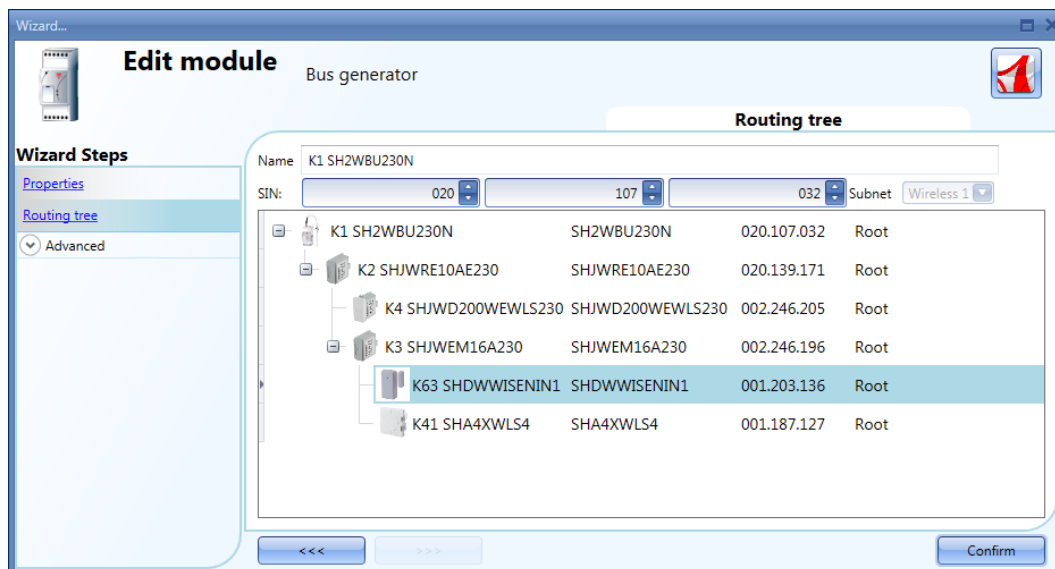 Wizard...
Edit module
Bus generator
Routing tree
Wizard Steps
Properties
Routing tree
Advanced
Name K1 SH2WBU230N
SIN: 020 107 032 Subnet Wireless 1
K1 SH2WBU230N SH2WBU230N 020.107.032 Root
K2 SHJWRE10AE230 SHJWRE10AE230 020.139.171 Root
K4 SHJWD200WEWLS230 SHJWD200WEWLS230 002.246.205 Root
K3 SHJWEM16A230 SHJWEM16A230 002.246.196 Root
K63 SHDWWISENIN1 SHDWWISENIN1 001.203.136 Root
K41 SHA4XWLS4 SHA4XWLS4 001.187.127 Root
<<< >>> Confirm